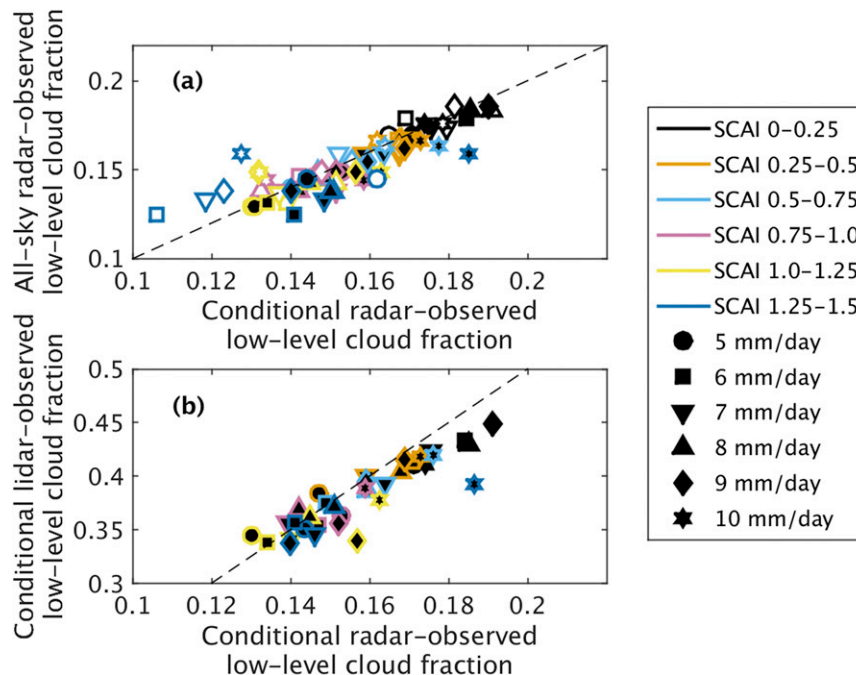 All-sky radar-observed
low-level cloud fraction
(a)
0.2
0.15
0.1
0.1 0.12 0.14 0.16 0.18 0.2
Conditional radar-observed
low-level cloud fraction
Conditional lidar-observed
low-level cloud fraction
(b)
0.5
0.45
0.4
0.35
0.3
0.1 0.12 0.14 0.16 0.18 0.2
Conditional radar-observed
low-level cloud fraction
SCAI 0-0.25
SCAI 0.25-0.5
SCAI 0.5-0.75
SCAI 0.75-1.0
SCAI 1.0-1.25
SCAI 1.25-1.5
5 mm/day
6 mm/day
7 mm/day
8 mm/day
9 mm/day
10 mm/day